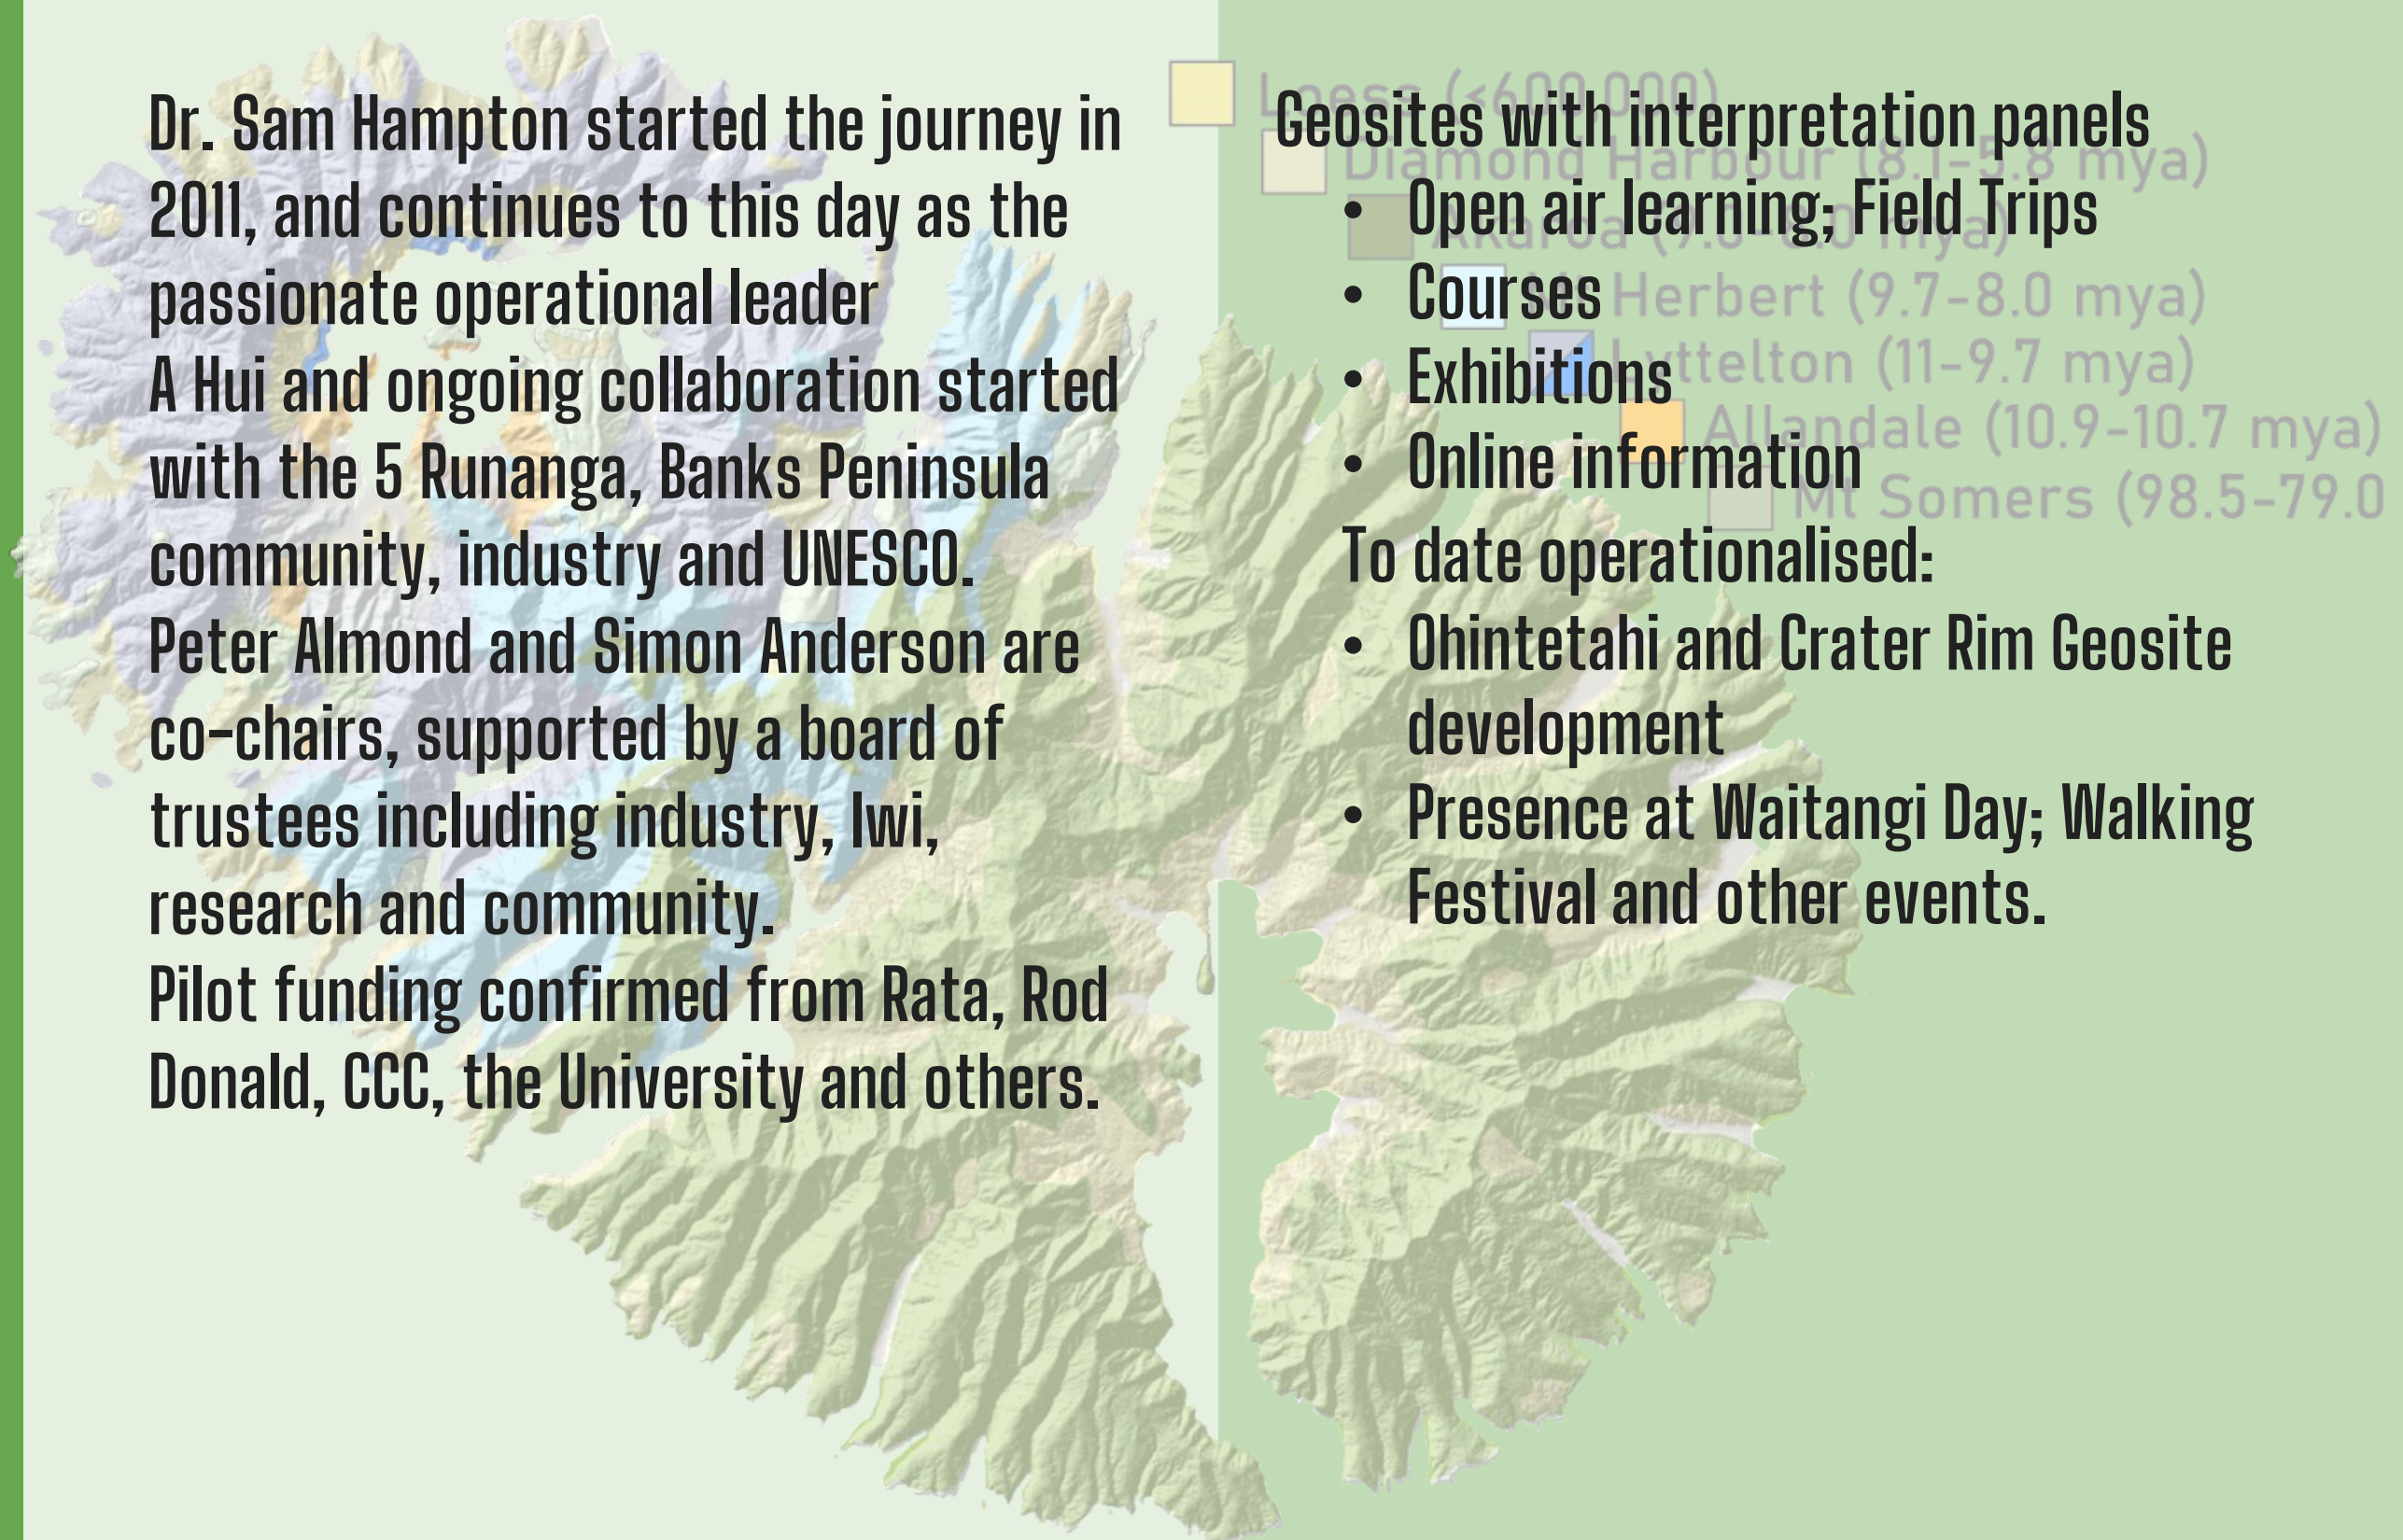 Dr. Sam Hampton started the journey in
2011, and continues to this day as the
passionate operational leader
A Hui and ongoing collaboration started
with the 5 Runanga, Banks Peninsula
community, industry and UNESCO.
Peter Almond and Simon Anderson are
co-chairs, supported by a board of
trustees including industry, Iwi,
research and community.
Pilot funding confirmed from Rata, Rod
Donald, CCC, the University and others.
Geosites with interpretation panels
• Open air learning; Field Trips
• Courses
• Exhibitions
• Online information
To date operationalised:
• Ohintetahi and Crater Rim Geosite
development
• Presence at Waitangi Day; Walking
Festival and other events.
Loess (<600,000)
Diamond Harbour (8.1-5.8 mya)
Akaroa mya)
Herbert (9.7-8.0 mya)
Lyttelton (11-9.7 mya)
Allandale (10.9-10.7 mya)
Mt Somers (98.5-79.0